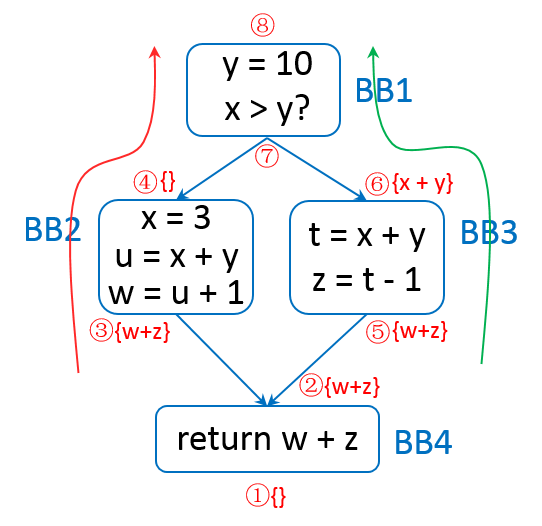 ⑧
y = 10
x > y?
BB1
⑦
④{}
⑥{x + y}
BB2
x = 3
u = x + y
w = u + 1
t = x + y
z = t - 1
BB3
③{w+z}
⑤{w+z}
②{w+z}
return w + z
BB4
①{}